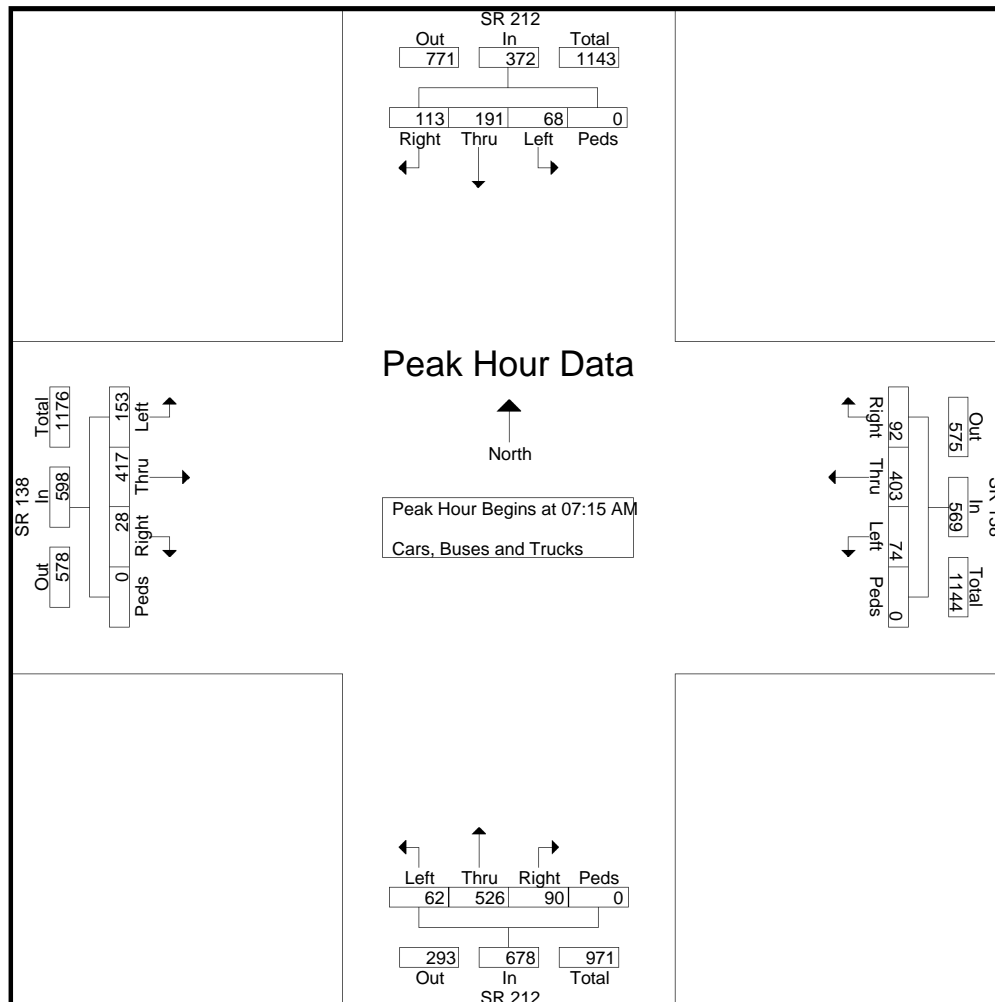 SR 212
Out In Total
771 372 1143
113 191 68 0
Right Thru Left Peds
Peak Hour Data
North
Peak Hour Begins at 07:15 AM
Cars, Buses and Trucks
SR 138
Total In Out
1176 598 578
153 417 28 0
Left Thru Right Peds
Right Thru Left Peds
92 403 74 0
Out In Total
575 569 1144
SR 138
Left Thru Right Peds
62 526 90 0
293 678 971
Out In Total
SR 212